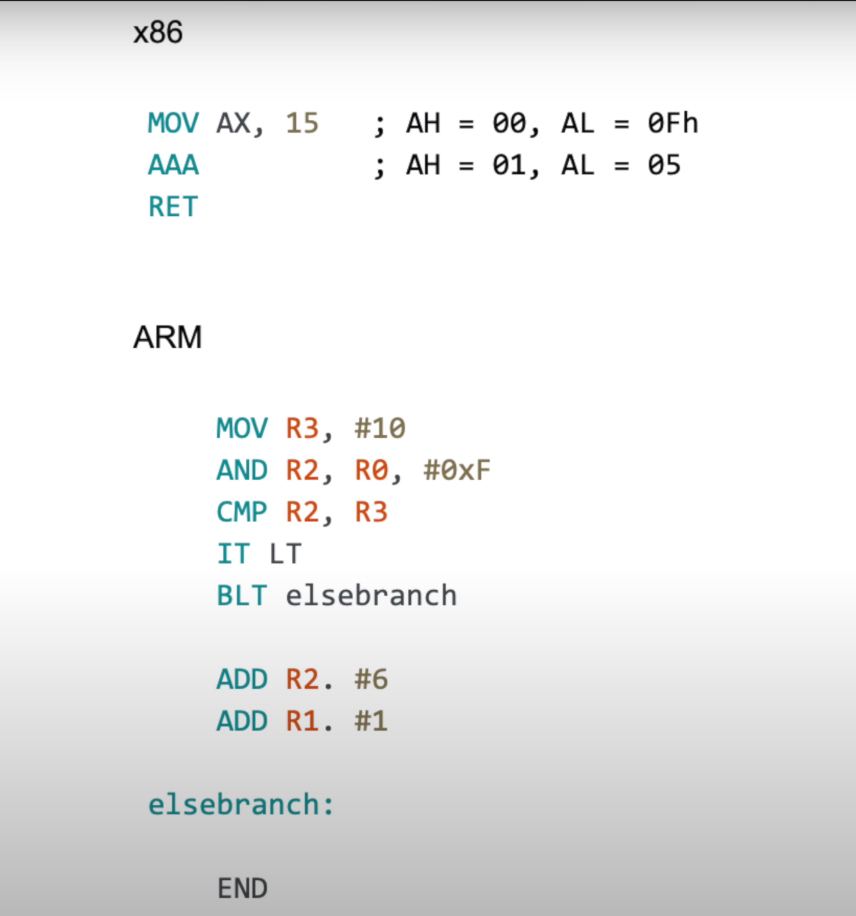 x86
MOV AX, 15 ; AH = 00, AL = 0Fh
AAA ; AH = 01, AL = 05
RET
ARM
MOV R3, #10
AND R2, R0, #0xF
CMP R2, R3
IT LT
BLT elsebranch
ADD R2. #6
ADD R1. #1
elsebranch:
END